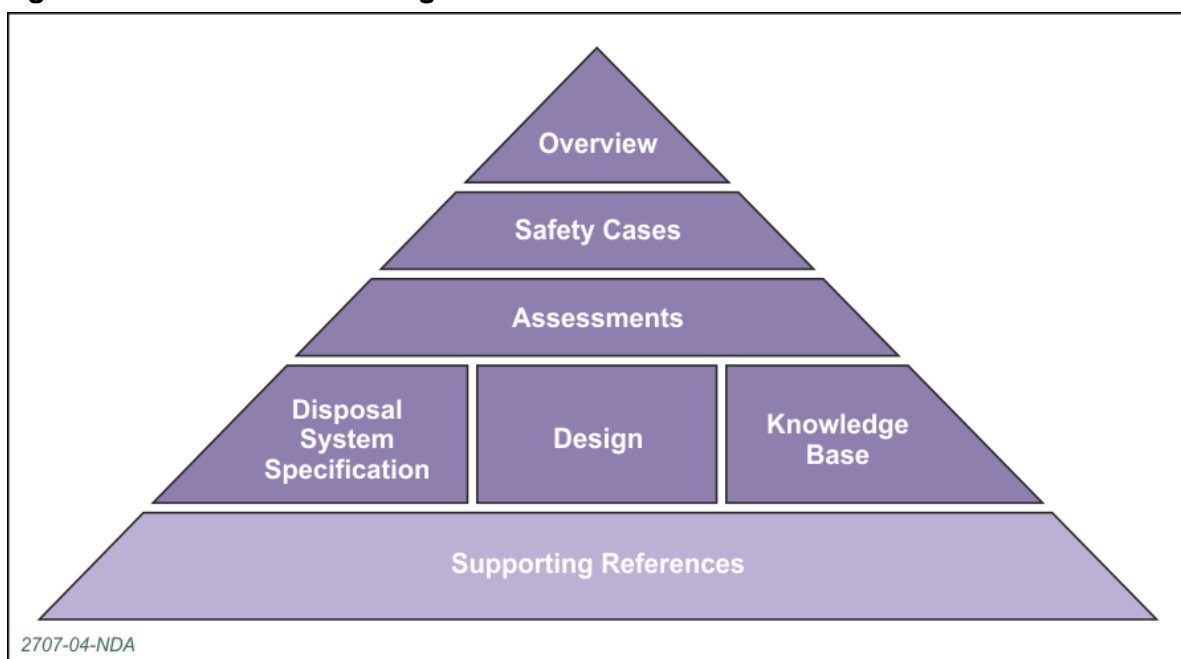 Overview
Safety Cases
Assessments
Disposal
System
Specification
Design
Knowledge
Base
Supporting References
2707-04-NDA